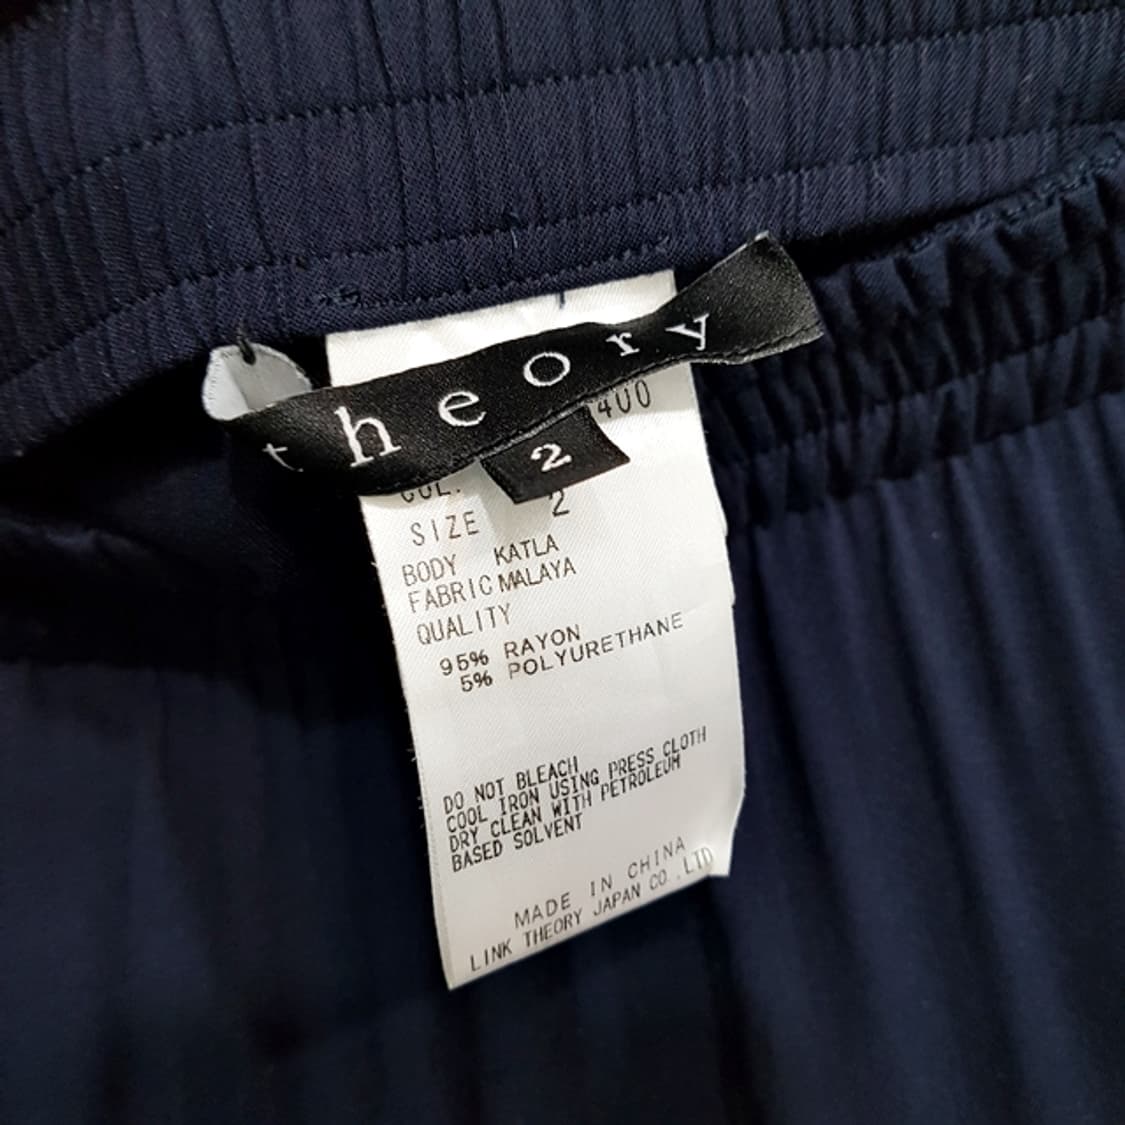 theory
400
2
COL.
SIZE 2
BODY KATLA
FABRIC MALAYA
QUALITY
95% RAYON
5% POLYURETHANE
DO NOT BLEACH
COOL IRON USING PRESS CLOTH
DRY CLEAN WITH PETROLEUM
BASED SOLVENT
MADE IN CHINA
LINK THEORY JAPAN CO.LTD